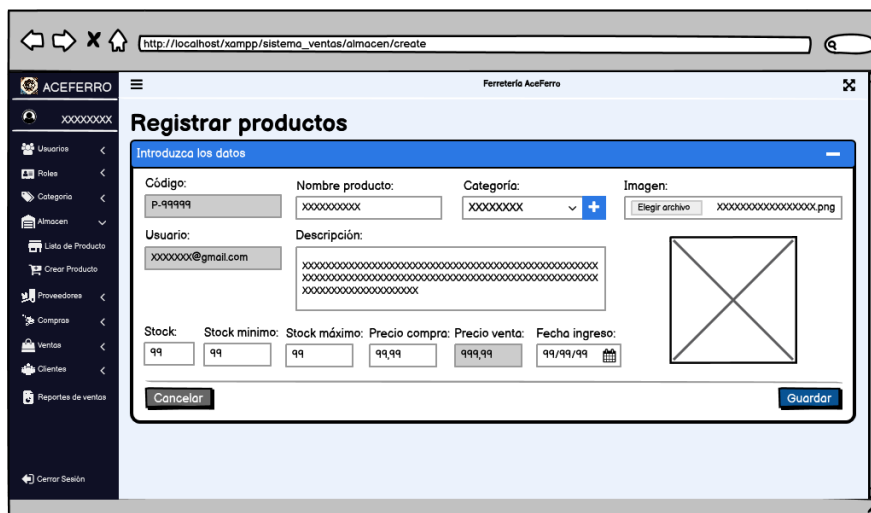 http://localhost/xampp/sistema_ventas/almacen/create
ACEFERRO
Ferretería AceFerro
XXXXXXXX
Usuarios
Roles
Categoria
Almacen
Lista de Producto
Crear Producto
Proveedores
Compras
Ventas
Clientes
Reportes de ventas
Cerrar Sesión
Registrar productos
Introduzca los datos
Código:
P-99999
Nombre producto:
XXXXXXXXXX
Categoría:
XXXXXXXX
Imagen:
Elegir archivo XXXXXXXXXXXXXXXXX.png
Usuario:
XXXXXXX@gmail.com
Descripción:
XXXXXXXXXXXXXXXXXXXXXXXXXXXXXXXXXXXXXXXXXXXXXXXXXXX
XXXXXXXXXXXXXXXXXXXXXXXXXXXXXXXXXXXXXXXXXXXXXXXXXXX
XXXXXXXXXXXXXXXXXXXX
Stock:
99
Stock minimo:
99
Stock máximo:
99
Precio compra:
99,99
Precio venta:
999,99
Fecha ingreso:
99/99/99
Cancelar
Guardar